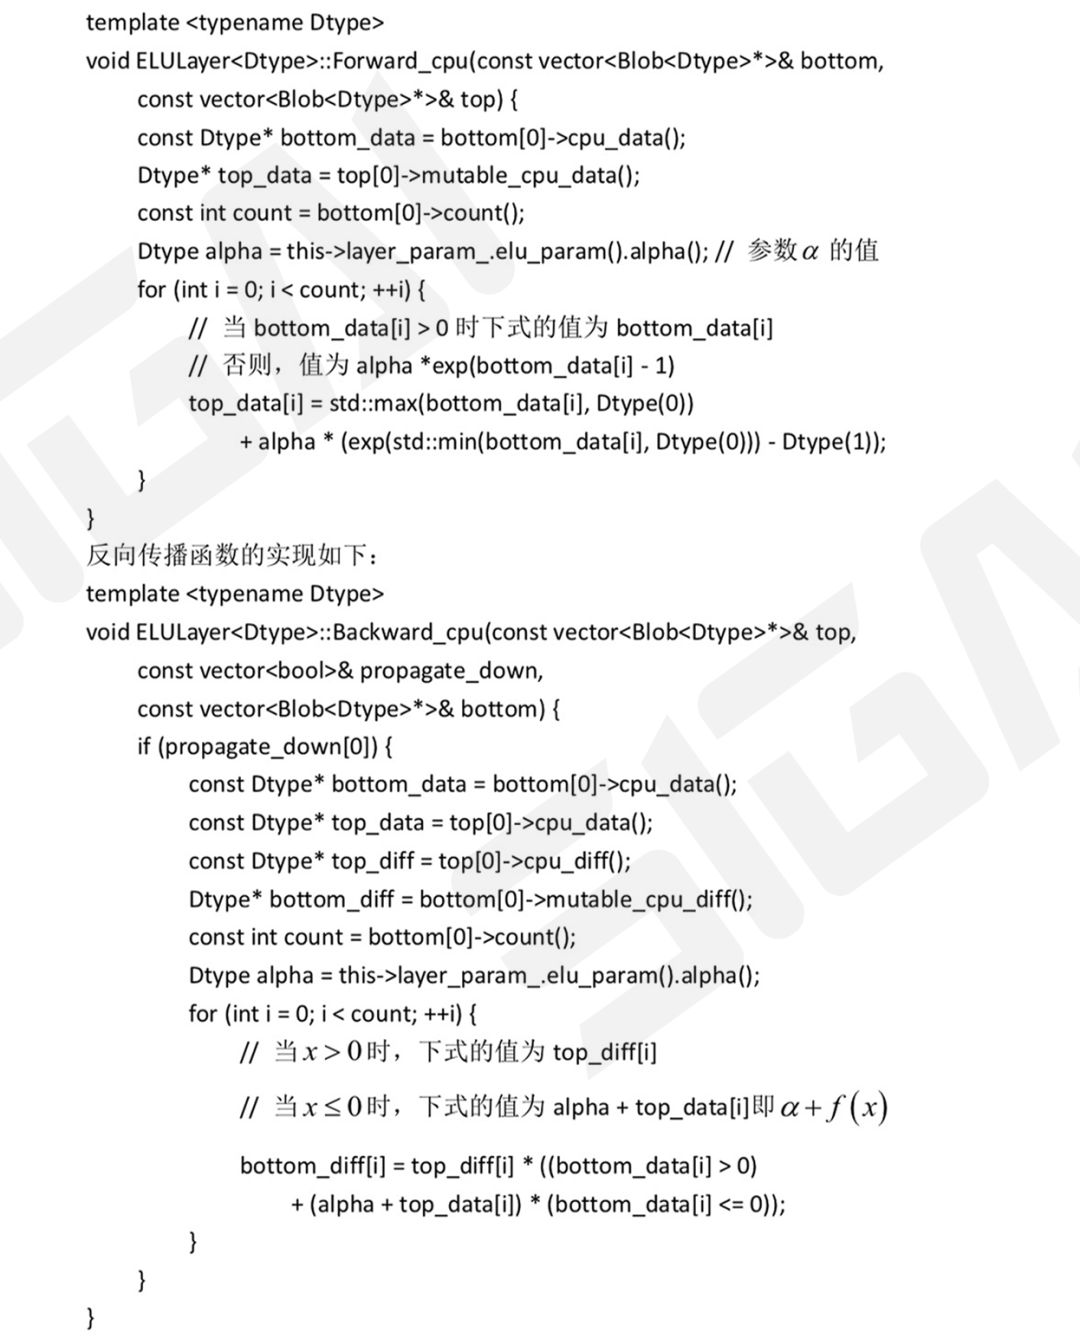 template <typename Dtype>
void ELULayer<Dtype>::Forward_cpu(const vector<Blob<Dtype>*>& bottom,
const vector<Blob<Dtype>*>& top) {
const Dtype* bottom_data = bottom[0]->cpu_data();
Dtype* top_data = top[0]->mutable_cpu_data();
const int count = bottom[0]->count();
Dtype alpha = this->layer_param_.elu_param().alpha(); // 参数α 的值
for (int i = 0; i < count; ++i) {
// 当 bottom_data[i] > 0 时下式的值为 bottom_data[i]
// 否则，值为 alpha *exp(bottom_data[i] - 1)
top_data[i] = std::max(bottom_data[i], Dtype(0))
+ alpha * (exp(std::min(bottom_data[i], Dtype(0))) - Dtype(1));
}
}
反向传播函数的实现如下：
template <typename Dtype>
void ELULayer<Dtype>::Backward_cpu(const vector<Blob<Dtype>*>& top,
const vector<bool>& propagate_down,
const vector<Blob<Dtype>*>& bottom) {
if (propagate_down[0]) {
const Dtype* bottom_data = bottom[0]->cpu_data();
const Dtype* top_data = top[0]->cpu_data();
const Dtype* top_diff = top[0]->cpu_diff();
Dtype* bottom_diff = bottom[0]->mutable_cpu_diff();
const int count = bottom[0]->count();
Dtype alpha = this->layer_param_.elu_param().alpha();
for (int i = 0; i < count; ++i) {
// 当 x > 0 时，下式的值为 top_diff[i]
// 当 x ≤ 0 时，下式的值为 alpha + top_data[i]即 α + f(x)
bottom_diff[i] = top_diff[i] * ((bottom_data[i] > 0)
+ (alpha + top_data[i]) * (bottom_data[i] <= 0));
}
}
}
SIGAI
SIGAI